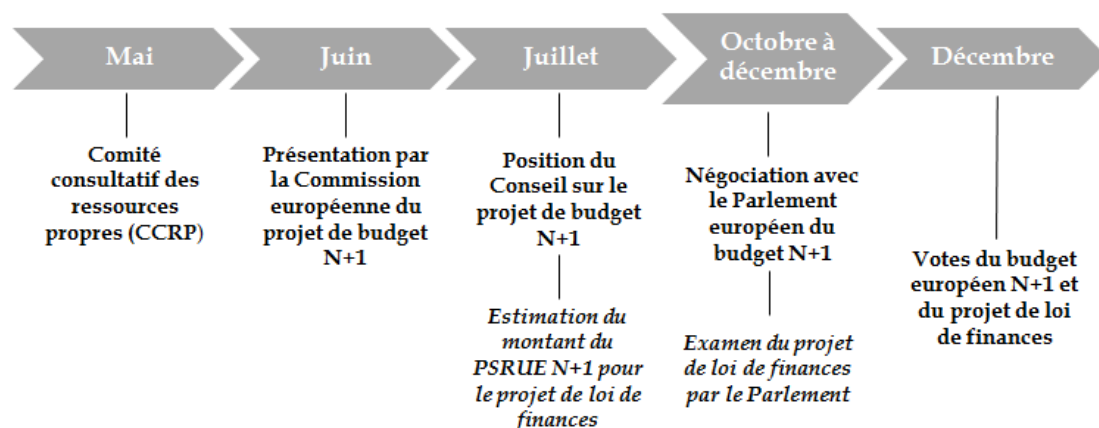 Mai
Comité
consultatif des
ressources
propres (CCRP)
Juin
Présentation par
la Commission
européenne du
projet de budget
N+1
Juillet
Position du
Conseil sur le
projet de budget
N+1
Estimation du
montant du
PSRUE N+1 pour
le projet de loi de
finances
Octobre à
décembre
Négociation avec
le Parlement
européen du
budget N+1
Examen du projet
de loi de finances
par le Parlement
Décembre
Votes du budget
européen N+1 et
du projet de loi
de finances